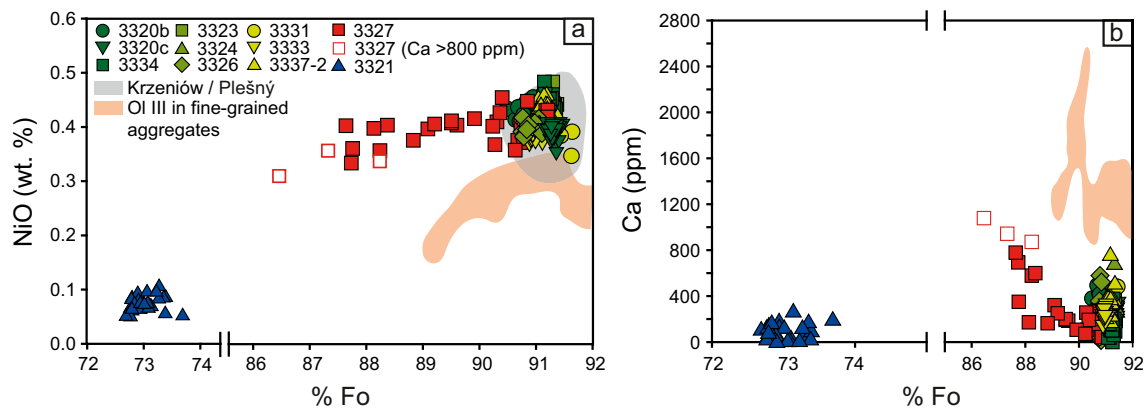 3320b 3323 3331 3327 a
3320c 3324 3333 3327 (Ca >800 ppm)
3334 3326 3337-2 3321
Krzeniów / Plešný
Ol III in fine-grained
aggregates
NiO (wt. %)
0.6
0.5
0.4
0.3
0.2
0.1
0.0
72 73 74 86 87 88 89 90 91 92
% Fo
b
Ca (ppm)
2800
2400
2000
1600
1200
800
400
0
72 73 74 86 88 90 92
% Fo